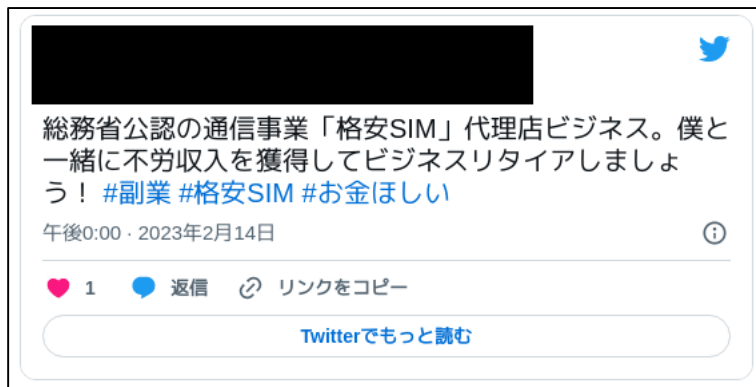 総務省公認の通信事業「格安SIM」代理店ビジネス。僕と
一緒に不労収入を獲得してビジネスリタイアしましょ
う！ #副業 #格安SIM #お金ほしい
午後0:00 · 2023年2月14日
1 返信 リンクをコピー
Twitterでもっと読む